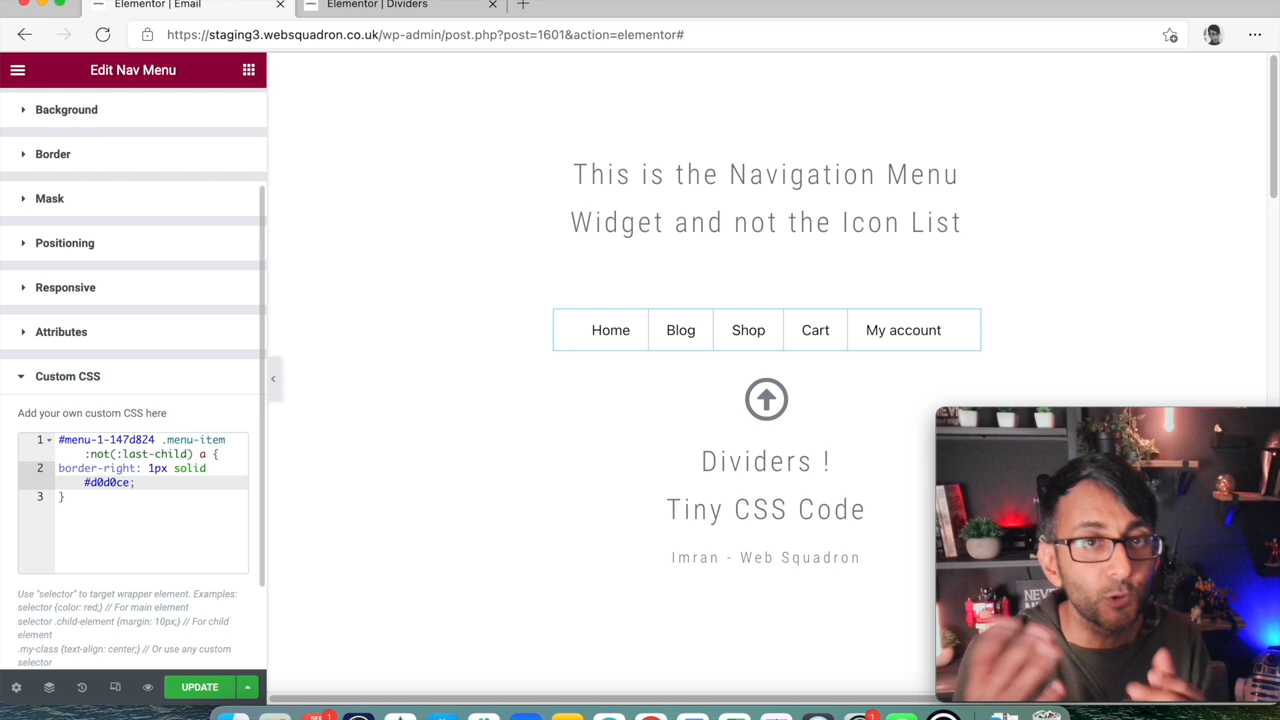 Elementor | Email
Elementor | Dividers
https://staging3.websquadron.co.uk/wp-admin/post.php?post=1601&action=elementor#
Edit Nav Menu
Background
Border
Mask
Positioning
Responsive
Attributes
Custom CSS
Add your own custom CSS here
1 #menu-1-147d824 .menu-item
:not(:last-child) a {
2 border-right: 1px solid
#d0d0ce;
3 }
Use "selector" to target wrapper element. Examples:
selector {color: red;} // For main element
selector .child-element {margin: 10px;} // For child
element
.my-class {text-align: center;} // Or use any custom
selector
UPDATE
This is the Navigation Menu
Widget and not the Icon List
Home Blog Shop Cart My account
Dividers !
Tiny CSS Code
Imran - Web Squadron